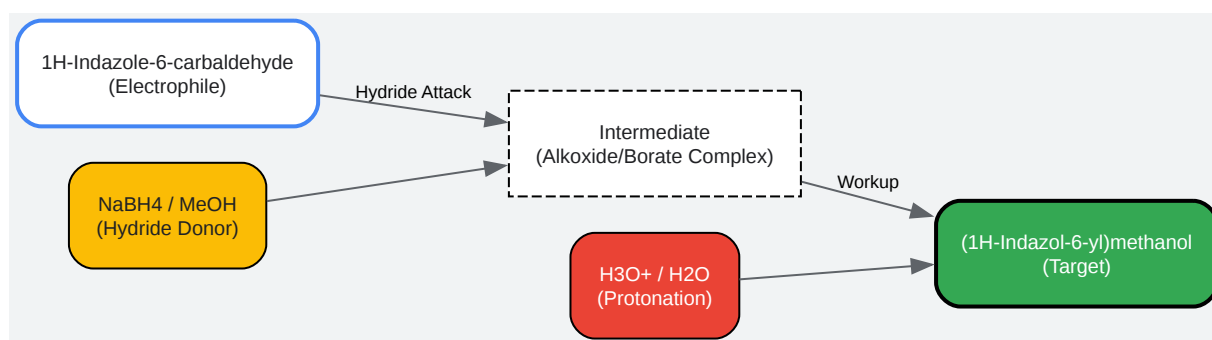 1H-Indazole-6-carbaldehyde
(Electrophile)
Hydride Attack
NaBH4 / MeOH
(Hydride Donor)
Intermediate
(Alkoxide/Borate Complex)
Workup
H3O+ / H2O
(Protonation)
(1H-Indazol-6-yl)methanol
(Target)